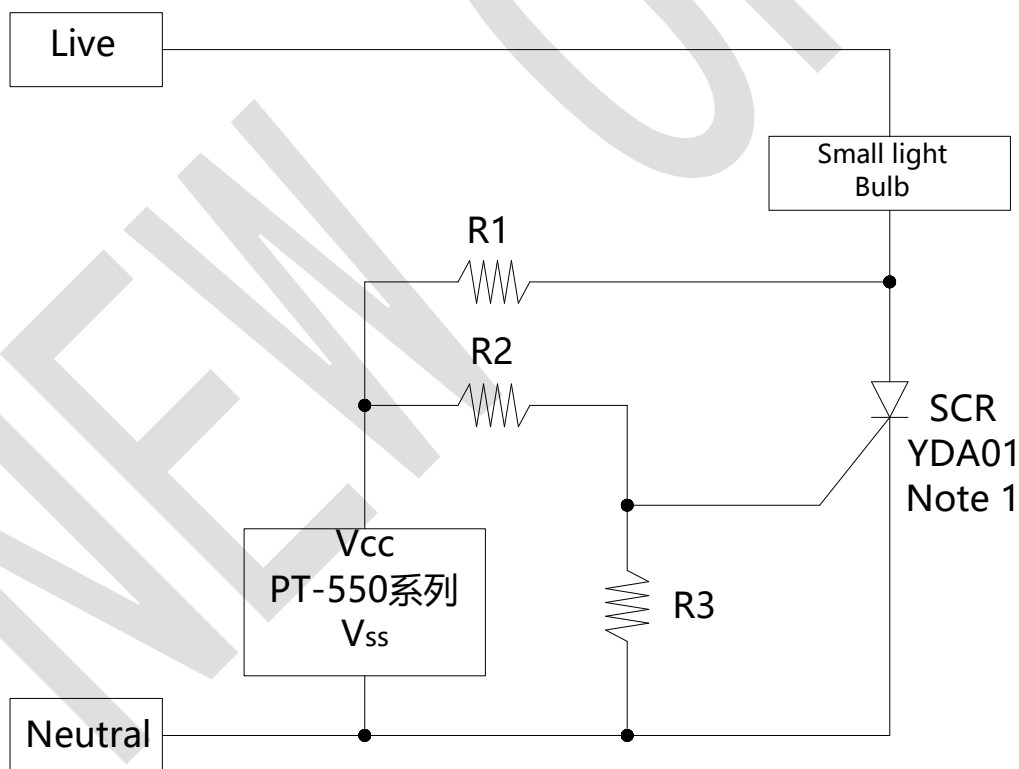 Live
Small light
Bulb
R1
R2
SCR
YDA01
Note 1
Vcc
PT-550系列
Vss
R3
Neutral
NEW